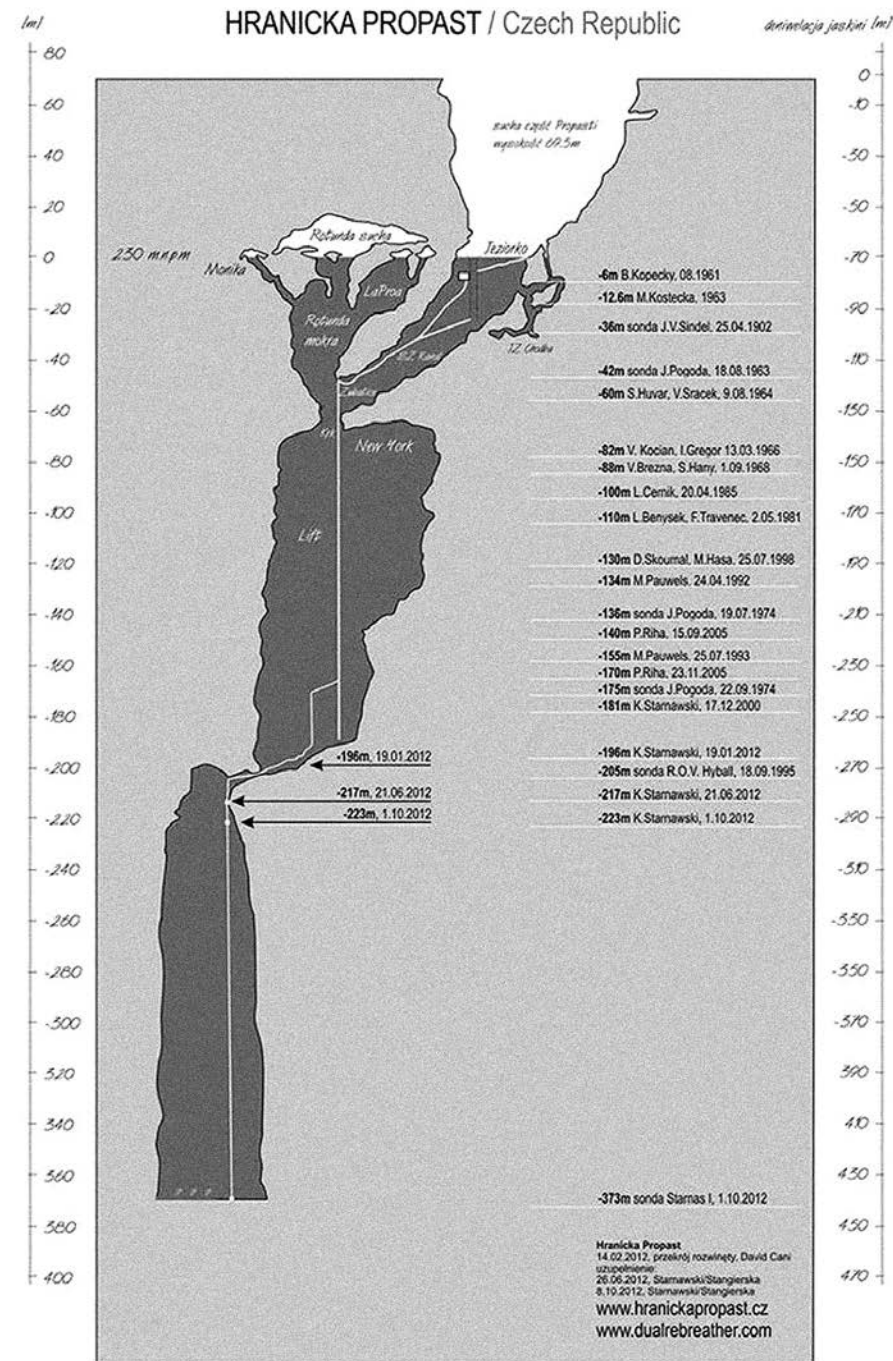 HRANICKA PROPAST / Czech Republic
[m]
deniwelacja jaskini [m]
80
60
40
20
0
-20
-40
-60
-80
-100
-120
-140
-160
-180
-200
-220
-240
-260
-280
-300
320
340
360
380
400
0
-10
-30
-50
-70
-90
-110
-150
-150
-170
-190
-210
-250
-250
-270
-290
-310
-330
-350
-370
390
410
430
450
470
sucha część Propasti
wysokość 69.5m
Rotunda sucha
Jeziorko
230 m.n.p.m
Monika
LaProa
Rotunda
mokra
Kanał
Zubatice
Krk
New York
Lift
-6m B.Kopecky, 08.1961
-12.6m M.Kostecka, 1963
-36m sonda J.V.Sindel, 25.04.1902
-42m sonda J.Pogoda, 18.08.1963
-60m S.Huvar, V.Sracek, 9.08.1964
-82m V. Kocian, I.Gregor 13.03.1966
-88m V.Brezna, S.Hany, 1.09.1968
-100m L.Cernik, 20.04.1985
-110m L.Benysek, F.Travenec, 2.05.1981
-130m D.Skoumal, M.Hasa, 25.07.1998
-134m M.Pauwels, 24.04.1992
-136m sonda J.Pogoda, 19.07.1974
-140m P.Riha, 15.09.2005
-155m M.Pauwels, 25.07.1993
-170m P.Riha, 23.11.2005
-175m sonda J.Pogoda, 22.09.1974
-181m K.Starnawski, 17.12.2000
-196m, 19.01.2012
-217m, 21.06.2012
-223m, 1.10.2012
-196m K.Starnawski, 19.01.2012
-205m sonda R.O.V. Hyball, 18.09.1995
-217m K.Starnawski, 21.06.2012
-223m K.Starnawski, 1.10.2012
? ? ?
-373m sonda Starnas I, 1.10.2012
Hranicka Propast
14.02.2012, przekrój rozwinęty, David Cani
uzupełnienie:
26.06.2012, Starnawski/Stangierska
8.10.2012, Starnawski/Stangierska
www.hranickapropast.cz
www.dualrebreather.com